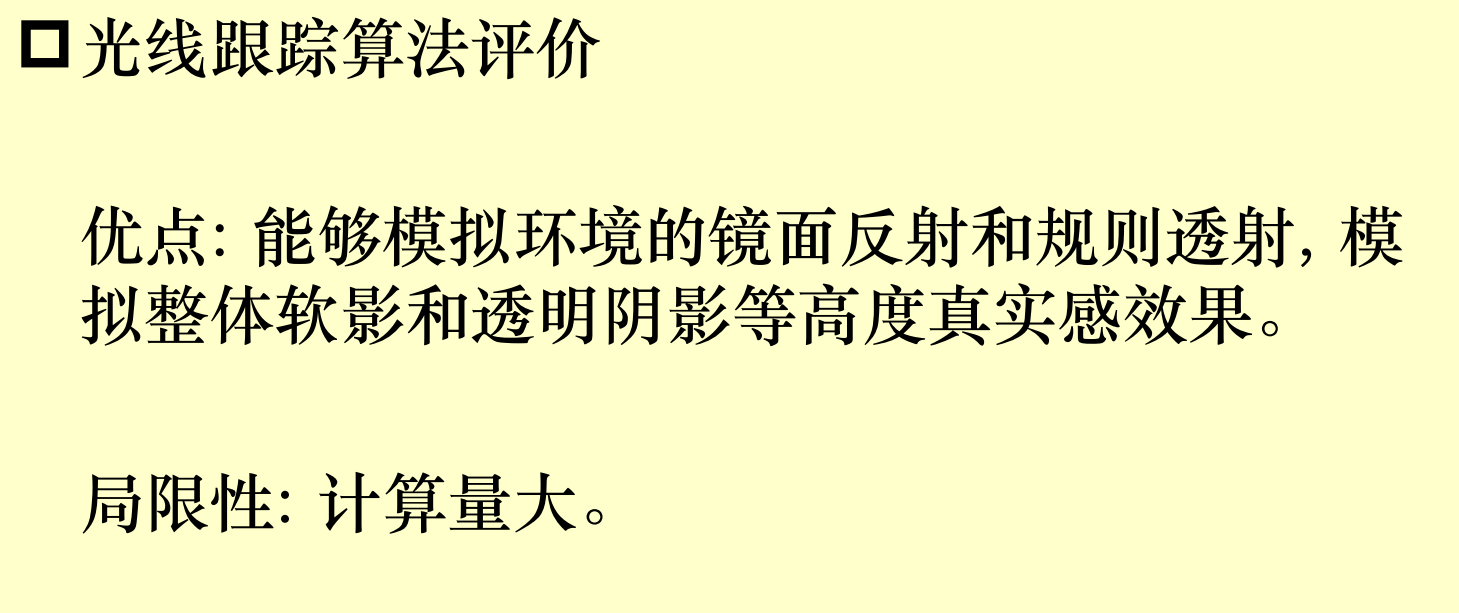 光线跟踪算法评价
优点: 能够模拟环境的镜面反射和规则透射, 模
拟整体软影和透明阴影等高度真实感效果。
局限性: 计算量大。